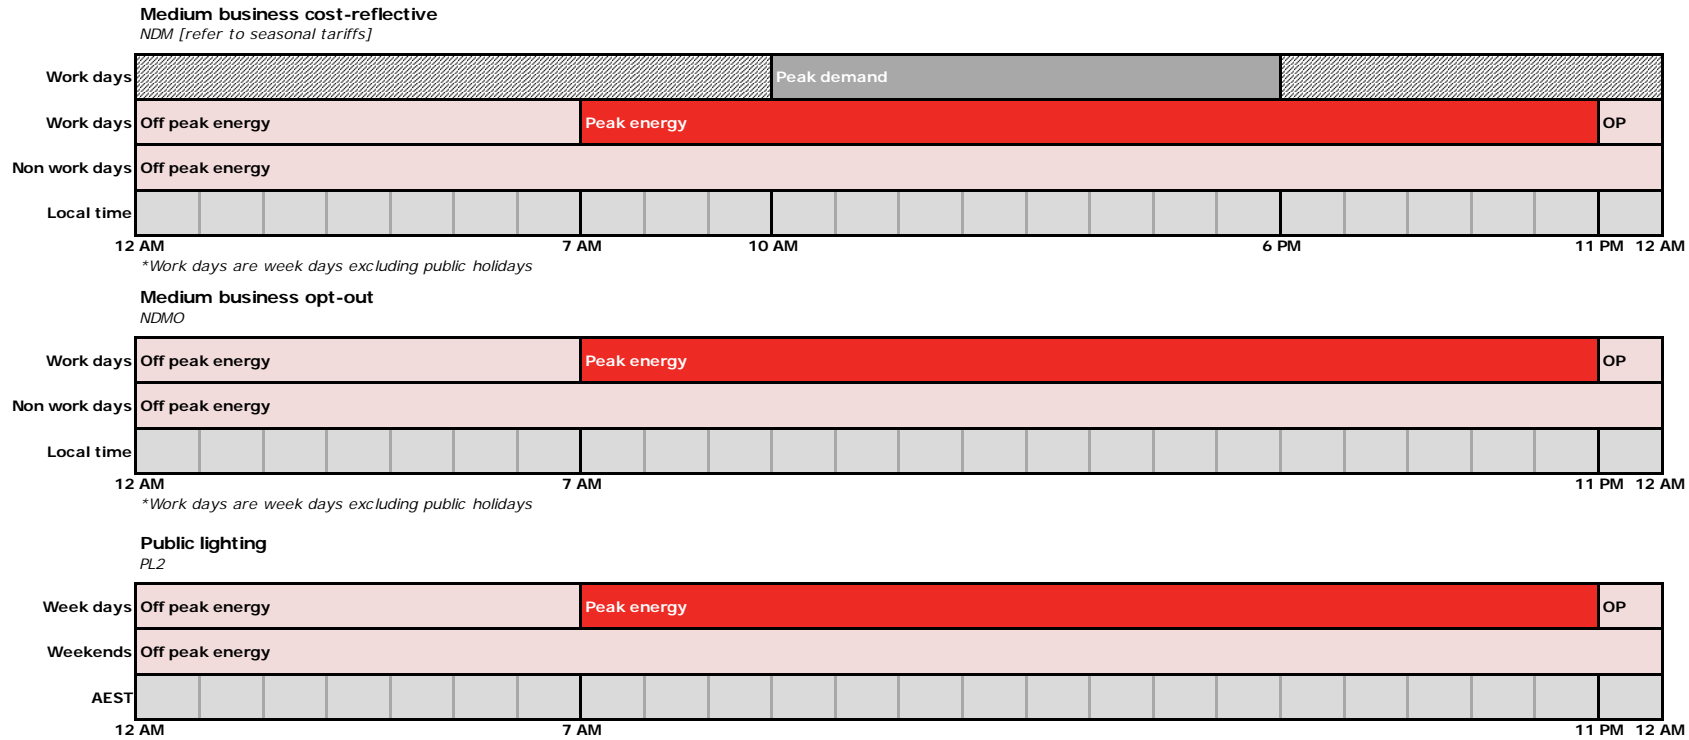 Medium business cost-reflective
NDM [refer to seasonal tariffs]
Work days Peak demand
Work days Off peak energy Peak energy OP
Non work days Off peak energy
Local time
12 AM 7 AM 10 AM 6 PM 11 PM 12 AM
*Work days are week days excluding public holidays
Medium business opt-out
NDMO
Work days Off peak energy Peak energy OP
Non work days Off peak energy
Local time
12 AM 7 AM 11 PM 12 AM
*Work days are week days excluding public holidays
Public lighting
PL2
Week days Off peak energy Peak energy OP
Weekends Off peak energy
AEST
12 AM 7 AM 11 PM 12 AM